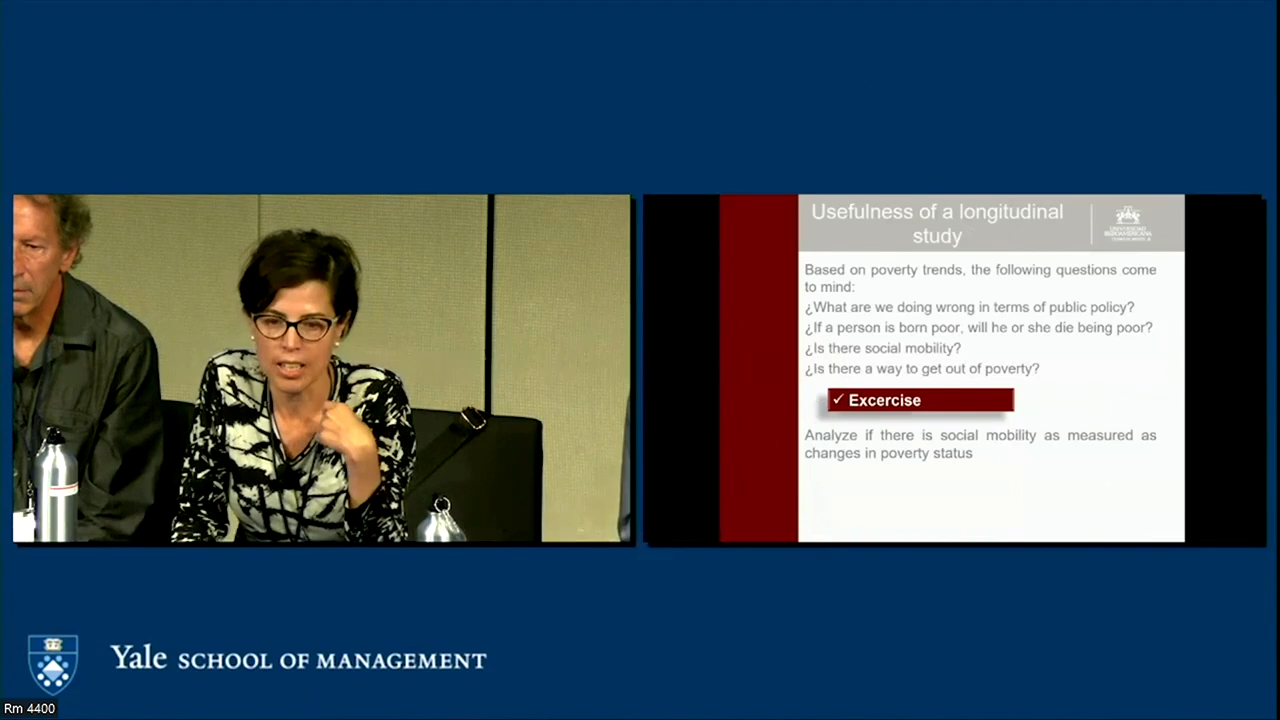 Usefulness of a longitudinal
study
UNIVERSIDAD
IBEROAMERICANA
Based on poverty trends, the following questions come
to mind:
¿What are we doing wrong in terms of public policy?
¿If a person is born poor, will he or she die being poor?
¿Is there social mobility?
¿Is there a way to get out of poverty?
✓ Excercise
Analyze if there is social mobility as measured as
changes in poverty status
Yale SCHOOL OF MANAGEMENT
Rm 4400